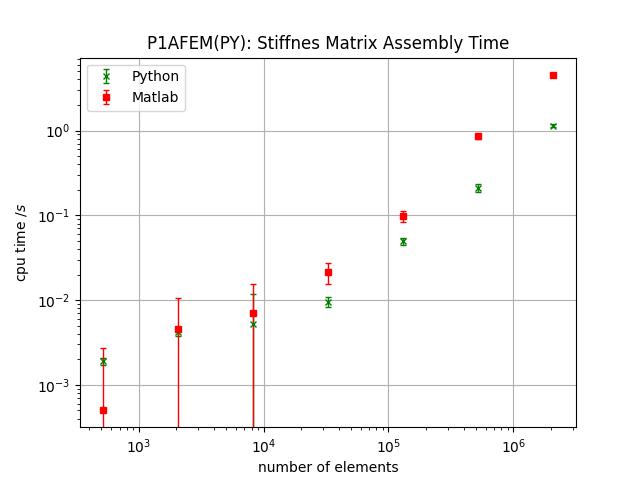 P1AFEM(PY): Stiffnes Matrix Assembly Time
Python
Matlab
10^0
10^-1
10^-2
10^-3
cpu time /s
10^3
10^4
10^5
10^6
number of elements